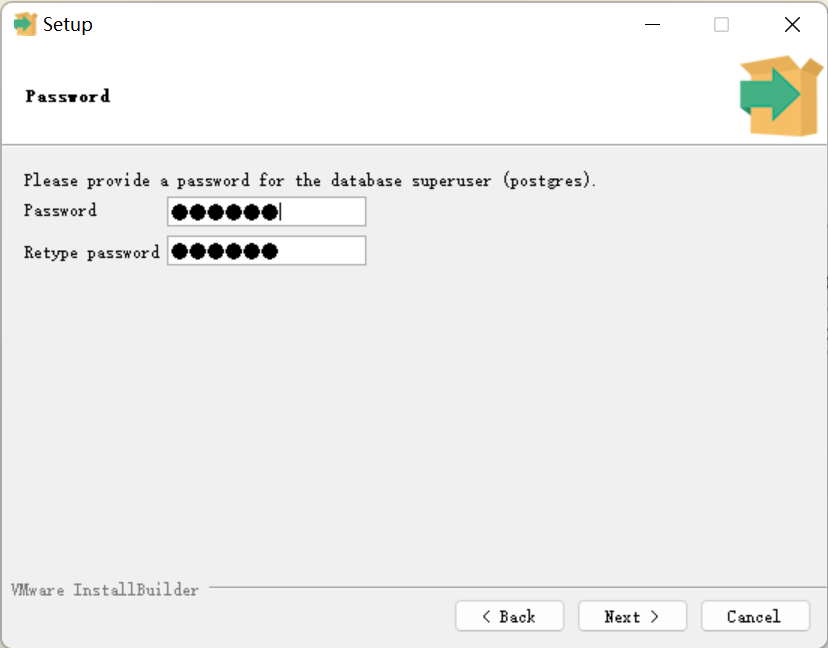 Setup
Password
Please provide a password for the database superuser (postgres).
Password ●●●●●●
Retype password ●●●●●●
VMware InstallBuilder
< Back Next > Cancel